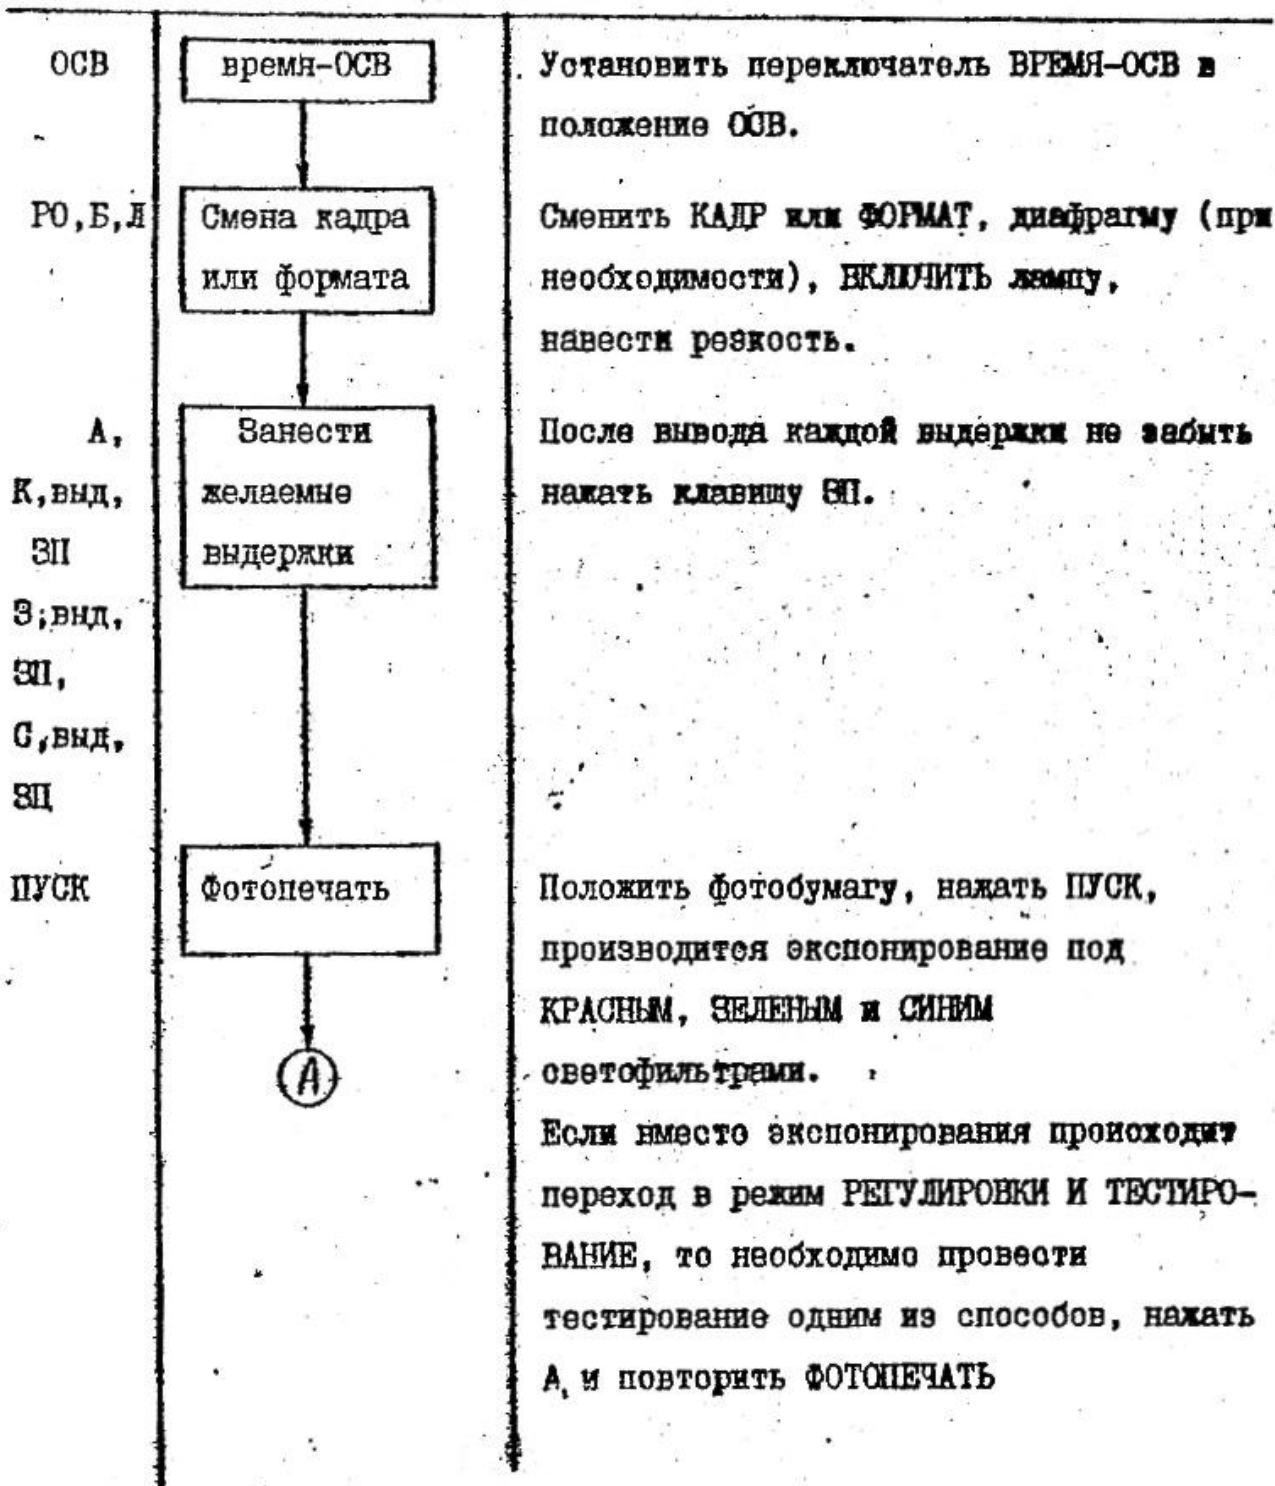 ОСВ
время-ОСВ
Установить переключатель ВРЕМЯ-ОСВ в
положение ОСВ.
РО,Б,Л
Смена кадра
или формата
Сменить КАДР или ФОРМАТ, диафрагму (при
необходимости), ВКЛЮЧИТЬ лампу,
навести резкость.
А,
К,выд,
ЗП
З,выд,
ЗП,
С,выд,
ЗП
Занести
желаемые
выдержки
После вывода каждой выдержки не забыть
нажать клавишу ЗП.
ПУСК
Фотопечать
Положить фотобумагу, нажать ПУСК,
производится экспонирование под
КРАСНЫМ, ЗЕЛЕНЫМ и СИНИМ
светофильтрами.
А
Если вместо экспонирования происходит
переход в режим РЕГУЛИРОВКИ И ТЕСТИРО-
ВАНИЕ, то необходимо провести
тестирование одним из способов, нажать
А, и повторить ФОТОПЕЧАТЬ